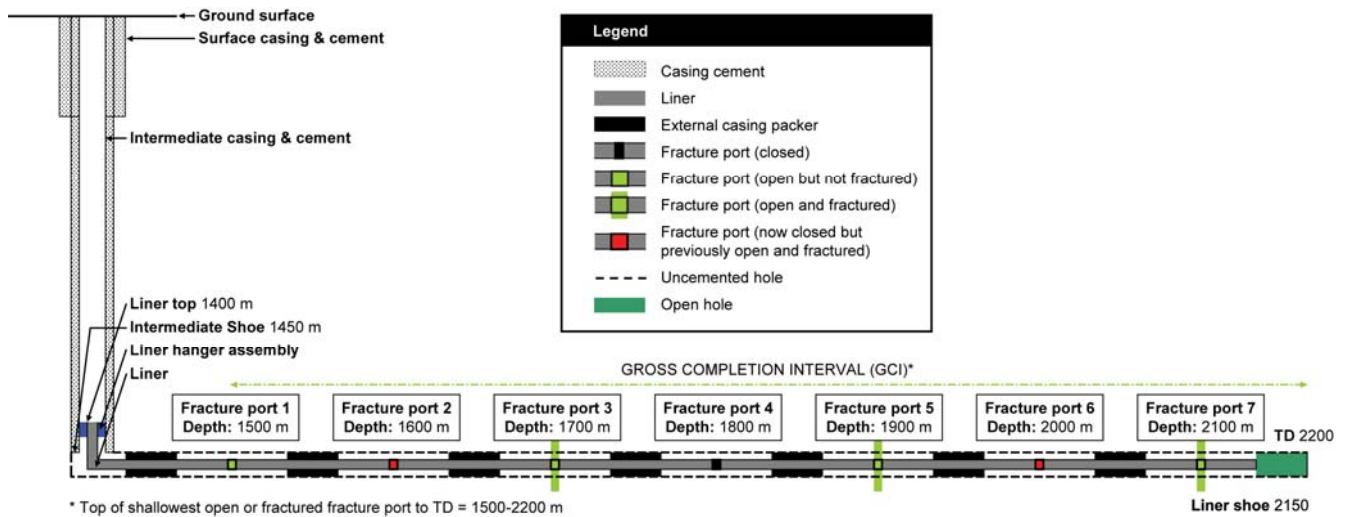 Ground surface
Surface casing & cement
Intermediate casing & cement
Legend
Casing cement
Liner
External casing packer
Fracture port (closed)
Fracture port (open but not fractured)
Fracture port (open and fractured)
Fracture port (now closed but
previously open and fractured)
Uncemented hole
Open hole
Liner top 1400 m
Intermediate Shoe 1450 m
Liner hanger assembly
Liner
GROSS COMPLETION INTERVAL (GCI)*
Fracture port 1
Depth: 1500 m
Fracture port 2
Depth: 1600 m
Fracture port 3
Depth: 1700 m
Fracture port 4
Depth: 1800 m
Fracture port 5
Depth: 1900 m
Fracture port 6
Depth: 2000 m
Fracture port 7
Depth: 2100 m
TD 2200
Liner shoe 2150
* Top of shallowest open or fractured fracture port to TD = 1500-2200 m